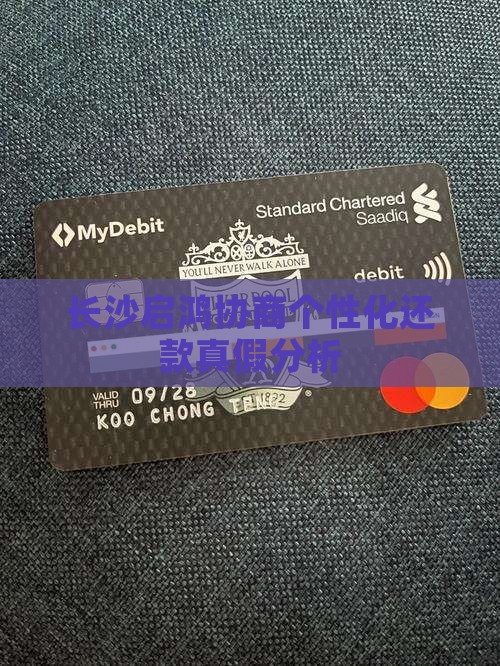 Standard Chartered
Saadiq
MyDebit
YOU'LL NEVER WALK ALONE
debit
长沙启鸿协商个性化还
款真假分析
VALID
THRU 09/28
KOO CHONG
1892